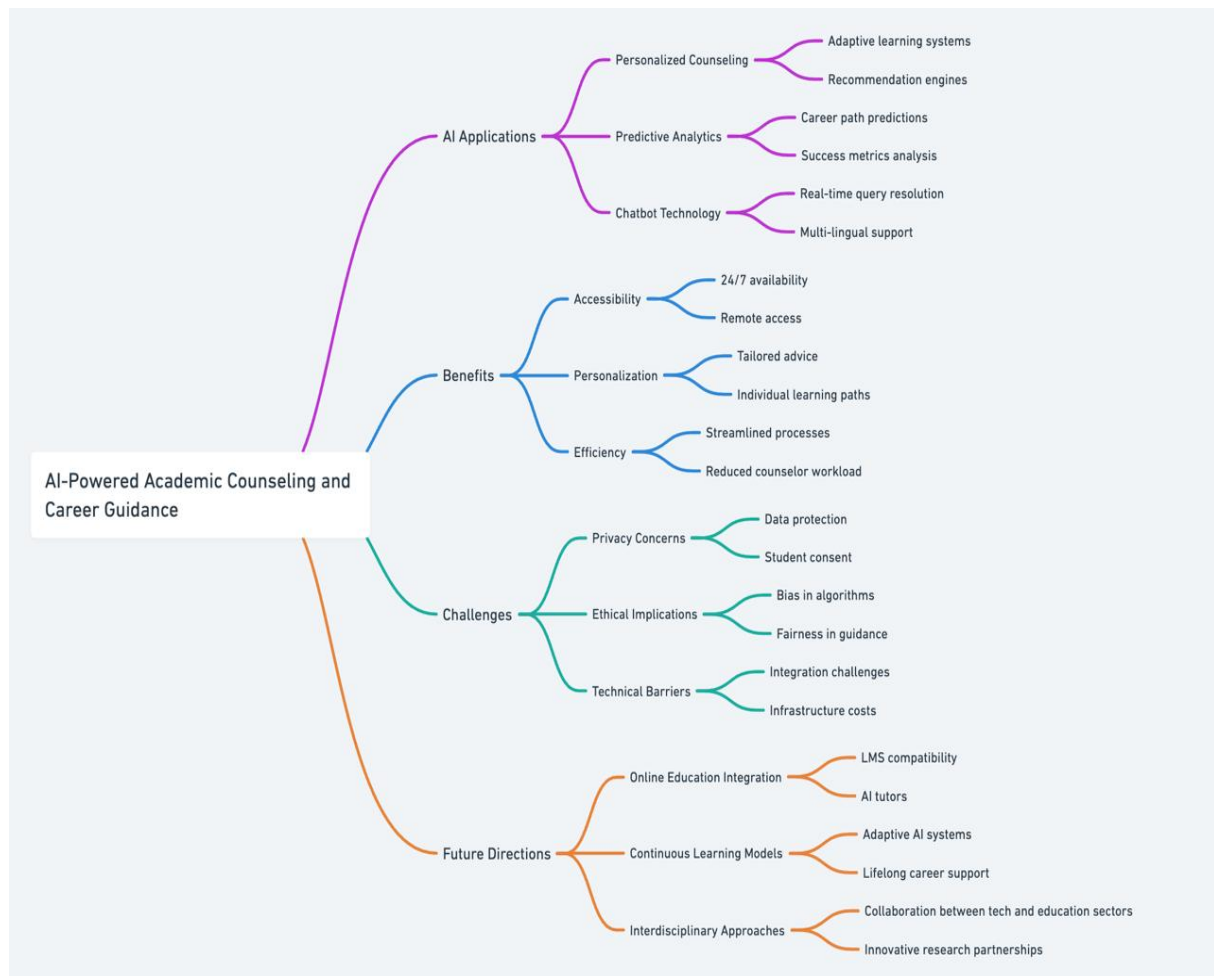 AI-Powered Academic Counseling and
Career Guidance
AI Applications
Personalized Counseling
Adaptive learning systems
Recommendation engines
Predictive Analytics
Career path predictions
Success metrics analysis
Chatbot Technology
Real-time query resolution
Multi-lingual support
Benefits
Accessibility
24/7 availability
Remote access
Personalization
Tailored advice
Individual learning paths
Efficiency
Streamlined processes
Reduced counselor workload
Challenges
Privacy Concerns
Data protection
Student consent
Ethical Implications
Bias in algorithms
Fairness in guidance
Technical Barriers
Integration challenges
Infrastructure costs
Future Directions
Online Education Integration
LMS compatibility
AI tutors
Continuous Learning Models
Adaptive AI systems
Lifelong career support
Interdisciplinary Approaches
Collaboration between tech and education sectors
Innovative research partnerships